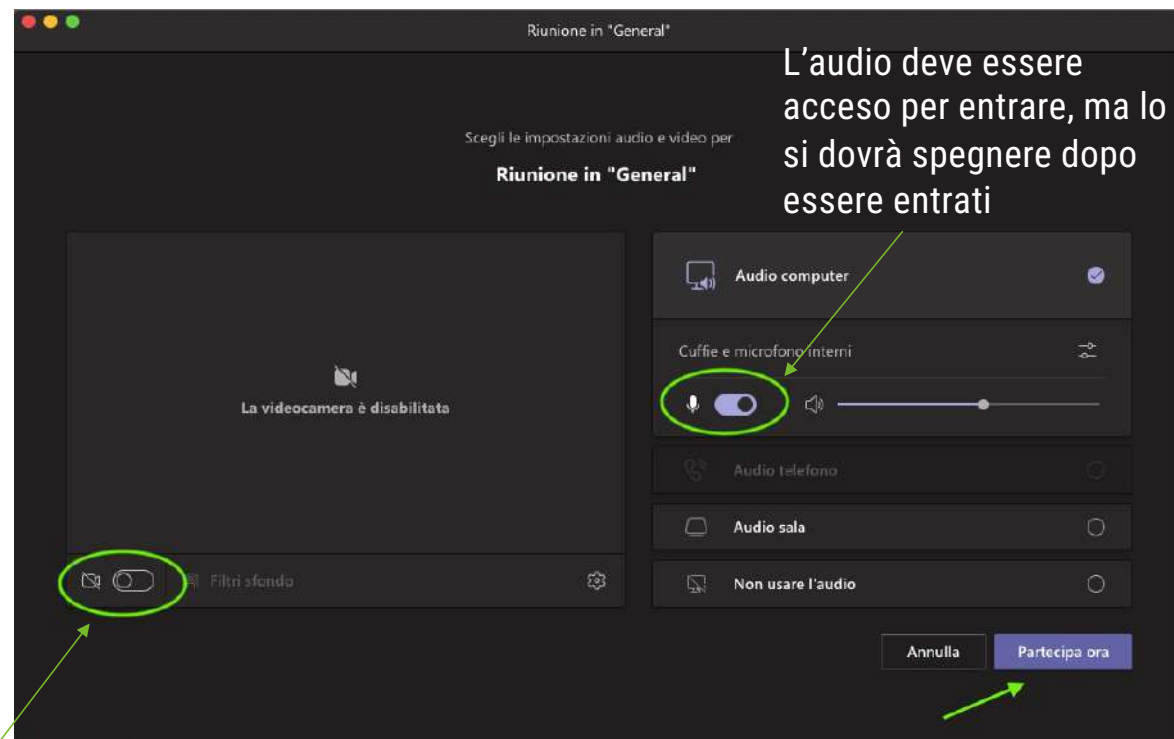 Riunione in "General"
L'audio deve essere
acceso per entrare, ma lo
si dovrà spegnere dopo
essere entrati
Scegli le impostazioni audio e video per
Riunione in "General"
Audio computer
Cuffie e microfono interni
La videocamera è disabilitata
Audio telefono
Audio sala
Filtri sfondo
Non usare l'audio
Annulla
Partecipa ora